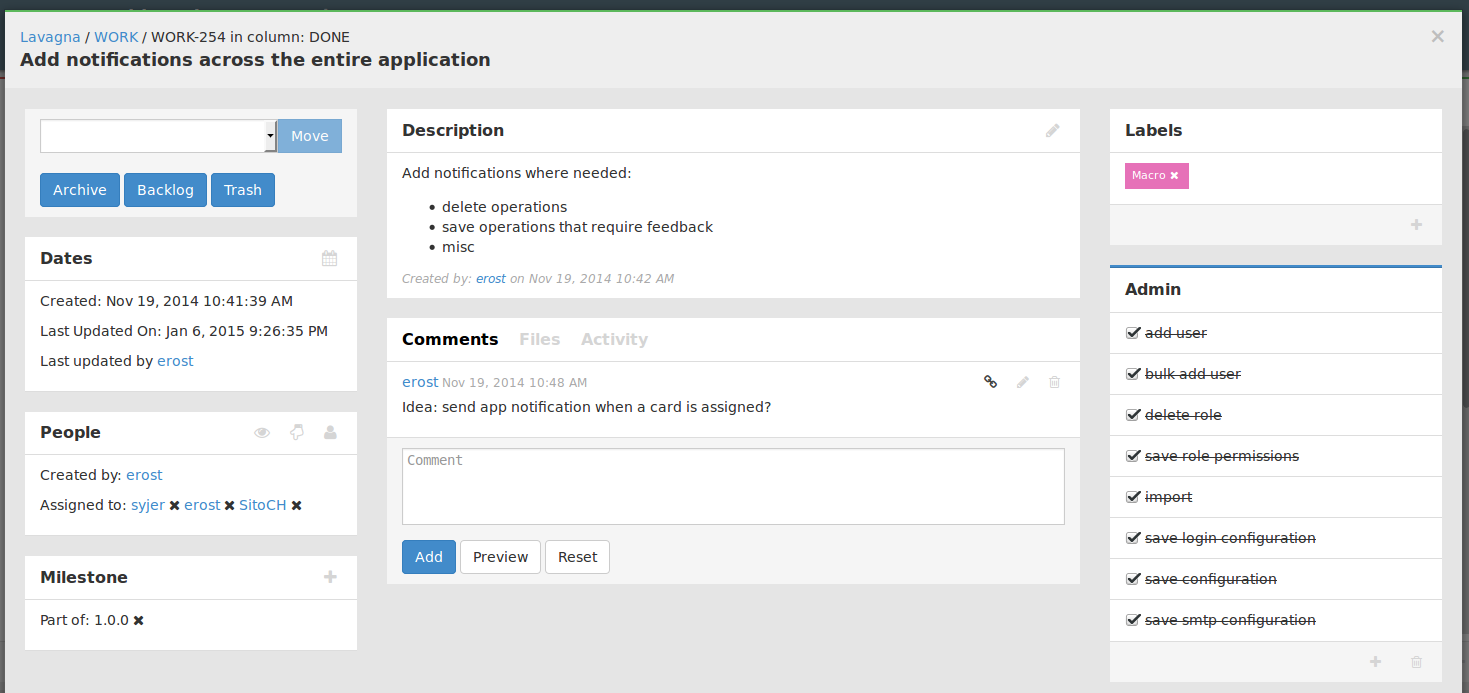 Lavagna / WORK / WORK-254 in column: DONE
Add notifications across the entire application
Move
Archive
Backlog
Trash
Dates
Created: Nov 19, 2014 10:41:39 AM
Last Updated On: Jan 6, 2015 9:26:35 PM
Last updated by erost
People
Created by: erost
Assigned to: syjer ✖ erost ✖ SitoCH ✖
Milestone
Part of: 1.0.0 ✖
Description
Add notifications where needed:
• delete operations
• save operations that require feedback
• misc
Created by: erost on Nov 19, 2014 10:42 AM
Comments Files Activity
erost Nov 19, 2014 10:48 AM
Idea: send app notification when a card is assigned?
Comment
Add
Preview
Reset
Labels
Macro ✖
Admin
add user
bulk add user
delete role
save role permissions
import
save login configuration
save configuration
save smtp configuration